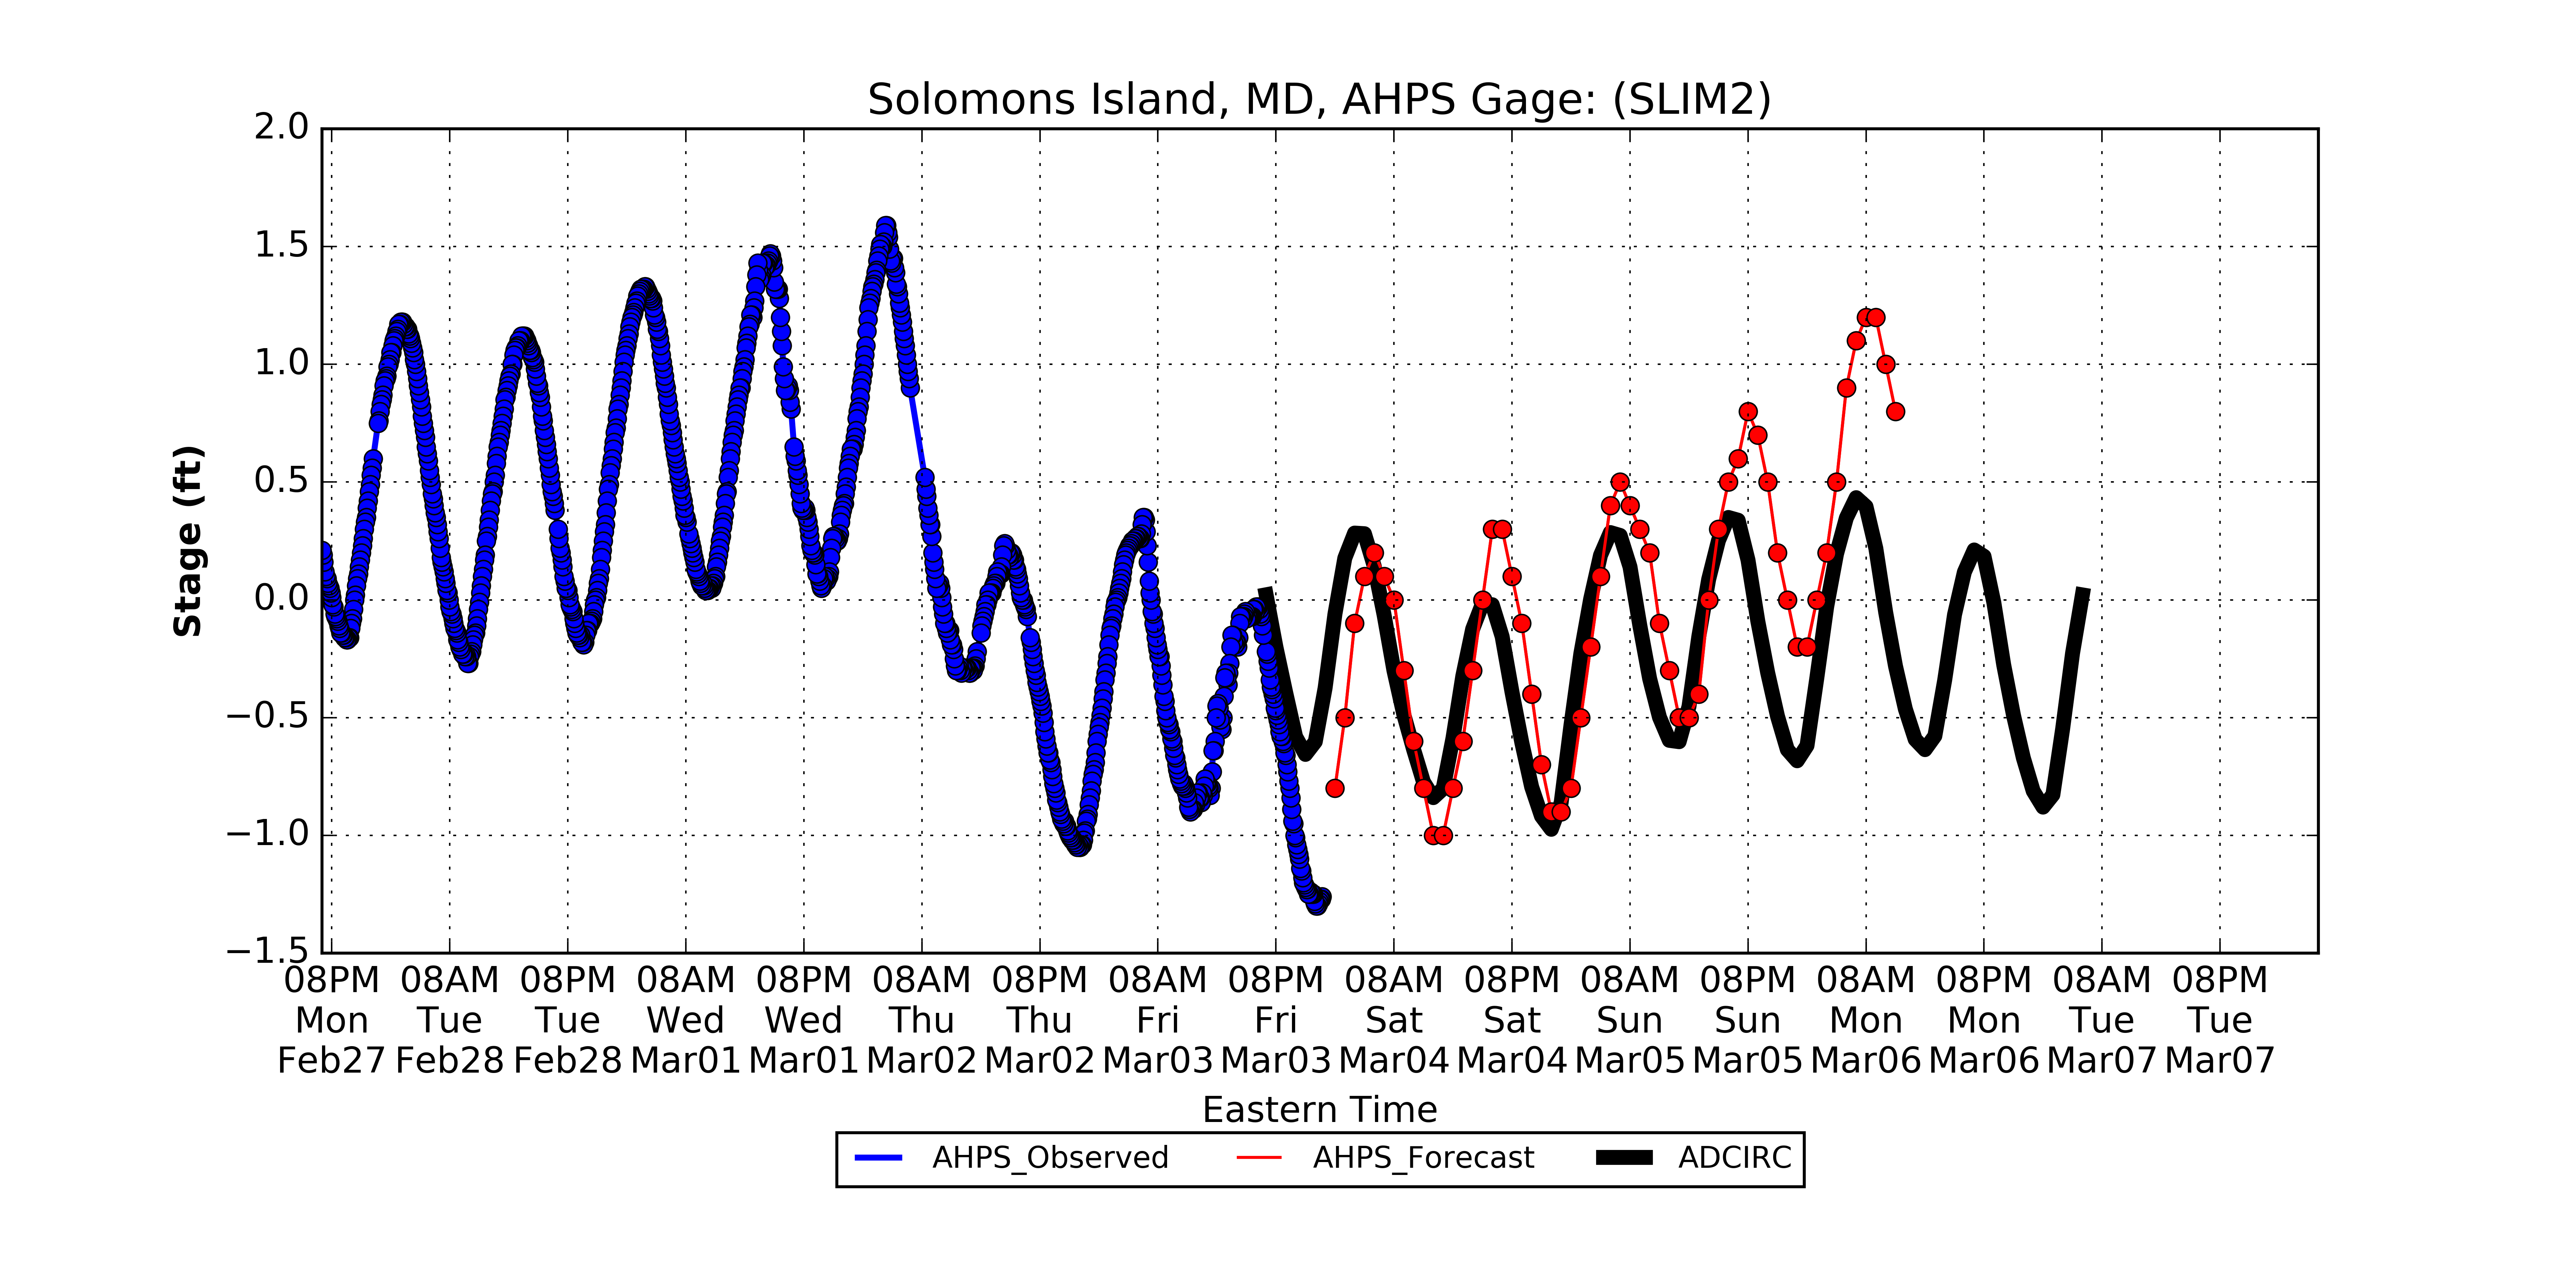 Solomons Island, MD, AHPS Gage: (SLIM2)
2.0
1.5
1.0
0.5
0.0
−0.5
−1.0
−1.5
Stage (ft)
08PM 08AM 08PM 08AM 08PM 08AM 08PM 08AM 08PM 08AM 08PM 08AM 08PM 08AM 08PM 08AM 08PM
Mon Tue Tue Wed Wed Thu Thu Fri Fri Sat Sat Sun Sun Mon Mon Tue Tue
Feb27 Feb28 Feb28 Mar01 Mar01 Mar02 Mar02 Mar03 Mar03 Mar04 Mar04 Mar05 Mar05 Mar06 Mar06 Mar07 Mar07
Eastern Time
AHPS_Observed AHPS_Forecast ADCIRC